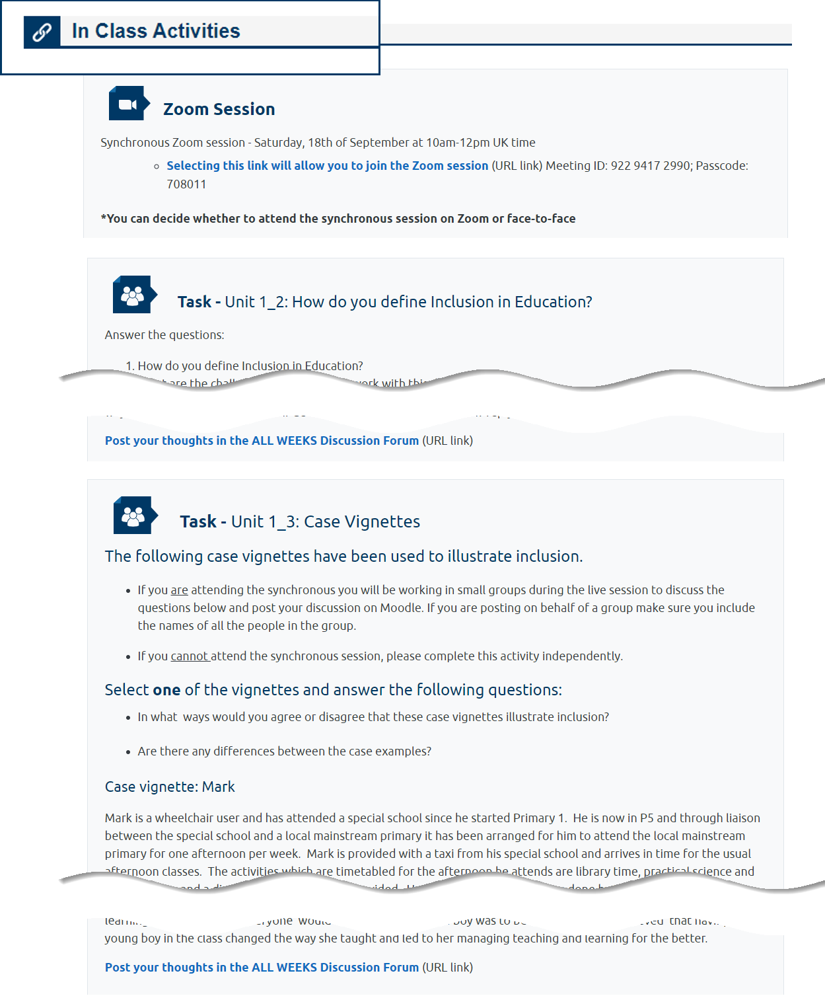 In Class Activities
Zoom Session
Synchronous Zoom session - Saturday, 18th of September at 10am-12pm UK time
Selecting this link will allow you to join the Zoom session (URL link) Meeting ID: 922 9417 2990; Passcode:
708011
*You can decide whether to attend the synchronous session on Zoom or face-to-face
Task - Unit 1_2: How do you define Inclusion in Education?
Answer the questions:
1. How do you define Inclusion in Education?
are the work with
Post your thoughts in the ALL WEEKS Discussion Forum (URL link)
Task - Unit 1_3: Case Vignettes
The following case vignettes have been used to illustrate inclusion.
• If you are attending the synchronous you will be working in small groups during the live session to discuss the
questions below and post your discussion on Moodle. If you are posting on behalf of a group make sure you include
the names of all the people in the group.
• If you cannot attend the synchronous session, please complete this activity independently.
Select one of the vignettes and answer the following questions:
• In what ways would you agree or disagree that these case vignettes illustrate inclusion?
• Are there any differences between the case examples?
Case vignette: Mark
Mark is a wheelchair user and has attended a special school since he started Primary 1. He is now in P5 and through liaison
between the special school and a local mainstream primary it has been arranged for him to attend the local mainstream
primary for one afternoon per week. Mark is provided with a taxi from his special school and arrives in time for the usual
afternoon classes. The activities which are timetabled for the afternoon he attends are library time, practical science and
and a done
boy was to
young boy in the class changed the way she taught and led to her managing teaching and learning for the better.
Post your thoughts in the ALL WEEKS Discussion Forum (URL link)